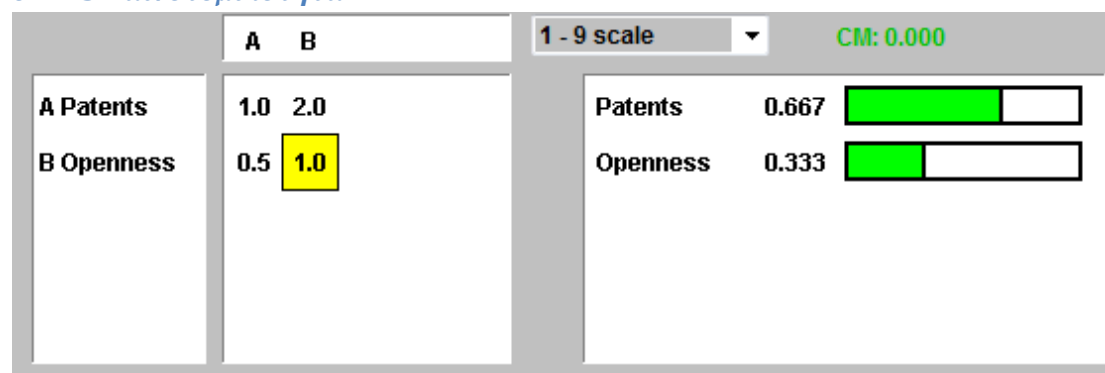 A B
1 - 9 scale
CM: 0.000
A Patents 1.0 2.0
Patents 0.667
B Openness 0.5 1.0
Openness 0.333